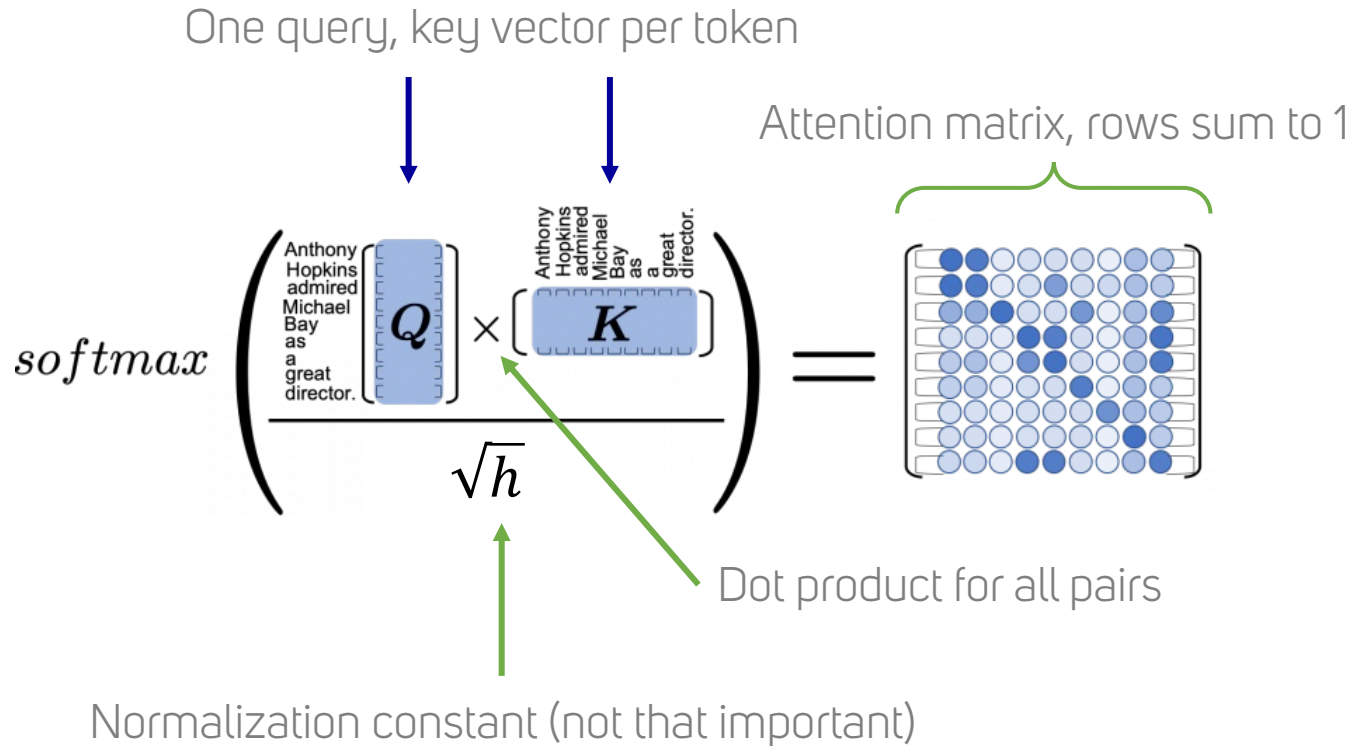 One query, key vector per token
Attention matrix, rows sum to 1
Anthony
Hopkins
admired
Michael
Bay
as
a
great
director.
Q
×
Anthony
Hopkins
admired
Michael
Bay
as
a
great
director.
K
softmax
=
√h
Dot product for all pairs
Normalization constant (not that important)